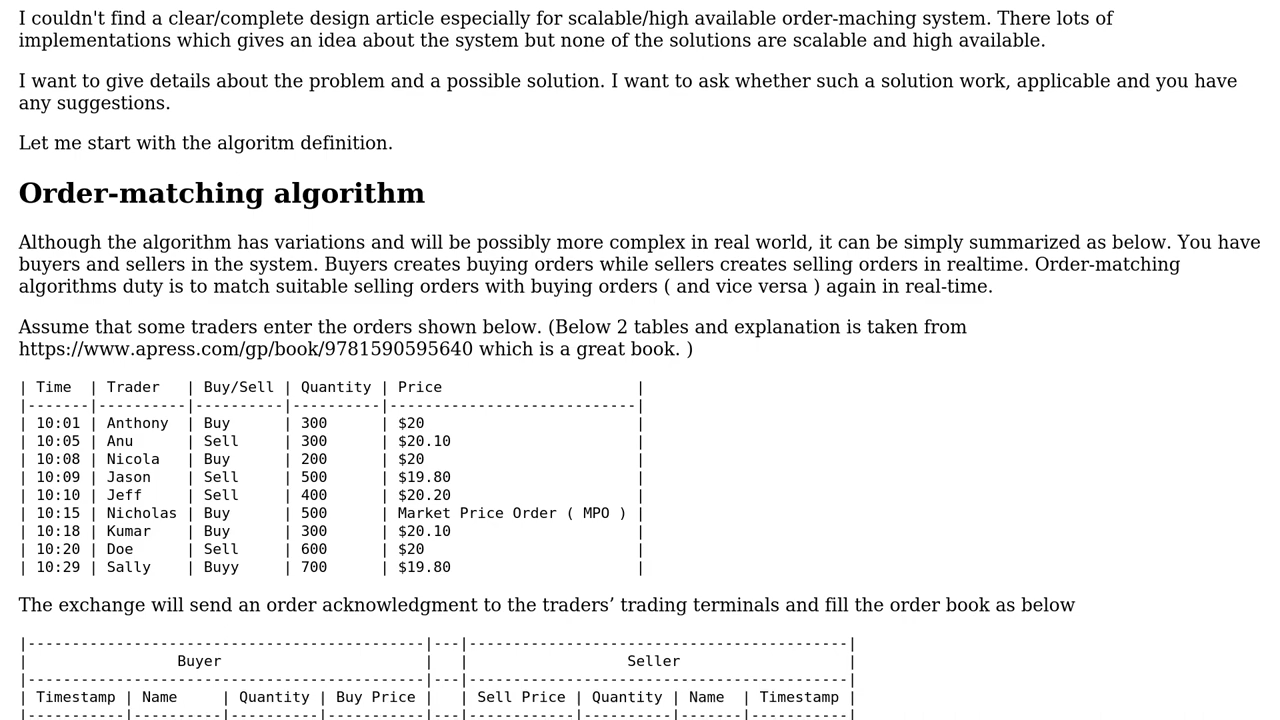 I couldn't find a clear/complete design article especially for scalable/high available order-maching system. There lots of
implementations which gives an idea about the system but none of the solutions are scalable and high available.
I want to give details about the problem and a possible solution. I want to ask whether such a solution work, applicable and you have
any suggestions.
Let me start with the algoritm definition.
Order-matching algorithm
Although the algorithm has variations and will be possibly more complex in real world, it can be simply summarized as below. You have
buyers and sellers in the system. Buyers creates buying orders while sellers creates selling orders in realtime. Order-matching
algorithms duty is to match suitable selling orders with buying orders ( and vice versa ) again in real-time.
Assume that some traders enter the orders shown below. (Below 2 tables and explanation is taken from
https://www.apress.com/gp/book/9781590595640 which is a great book. )
| Time  | Trader   | Buy/Sell | Quantity | Price                      |
|-------|----------|----------|----------|----------------------------|
| 10:01 | Anthony  | Buy      | 300      | $20                        |
| 10:05 | Anu      | Sell     | 300      | $20.10                     |
| 10:08 | Nicola   | Buy      | 200      | $20                        |
| 10:09 | Jason    | Sell     | 500      | $19.80                     |
| 10:10 | Jeff     | Sell     | 400      | $20.20                     |
| 10:15 | Nicholas | Buy      | 500      | Market Price Order ( MPO ) |
| 10:18 | Kumar    | Buy      | 300      | $20.10                     |
| 10:20 | Doe      | Sell     | 600      | $20                        |
| 10:29 | Sally    | Buyy     | 700      | $19.80                     |
The exchange will send an order acknowledgment to the traders’ trading terminals and fill the order book as below
|---------------------------------------------|---|-------------------------------------------|
|                 Buyer                       |   |                  Seller                   |
|---------------------------------------------|---|-------------------------------------------|
| Timestamp | Name     | Quantity | Buy Price |   | Sell Price | Quantity | Name  | Timestamp |
|-----------|----------|----------|-----------|---|------------|----------|-------|-----------|